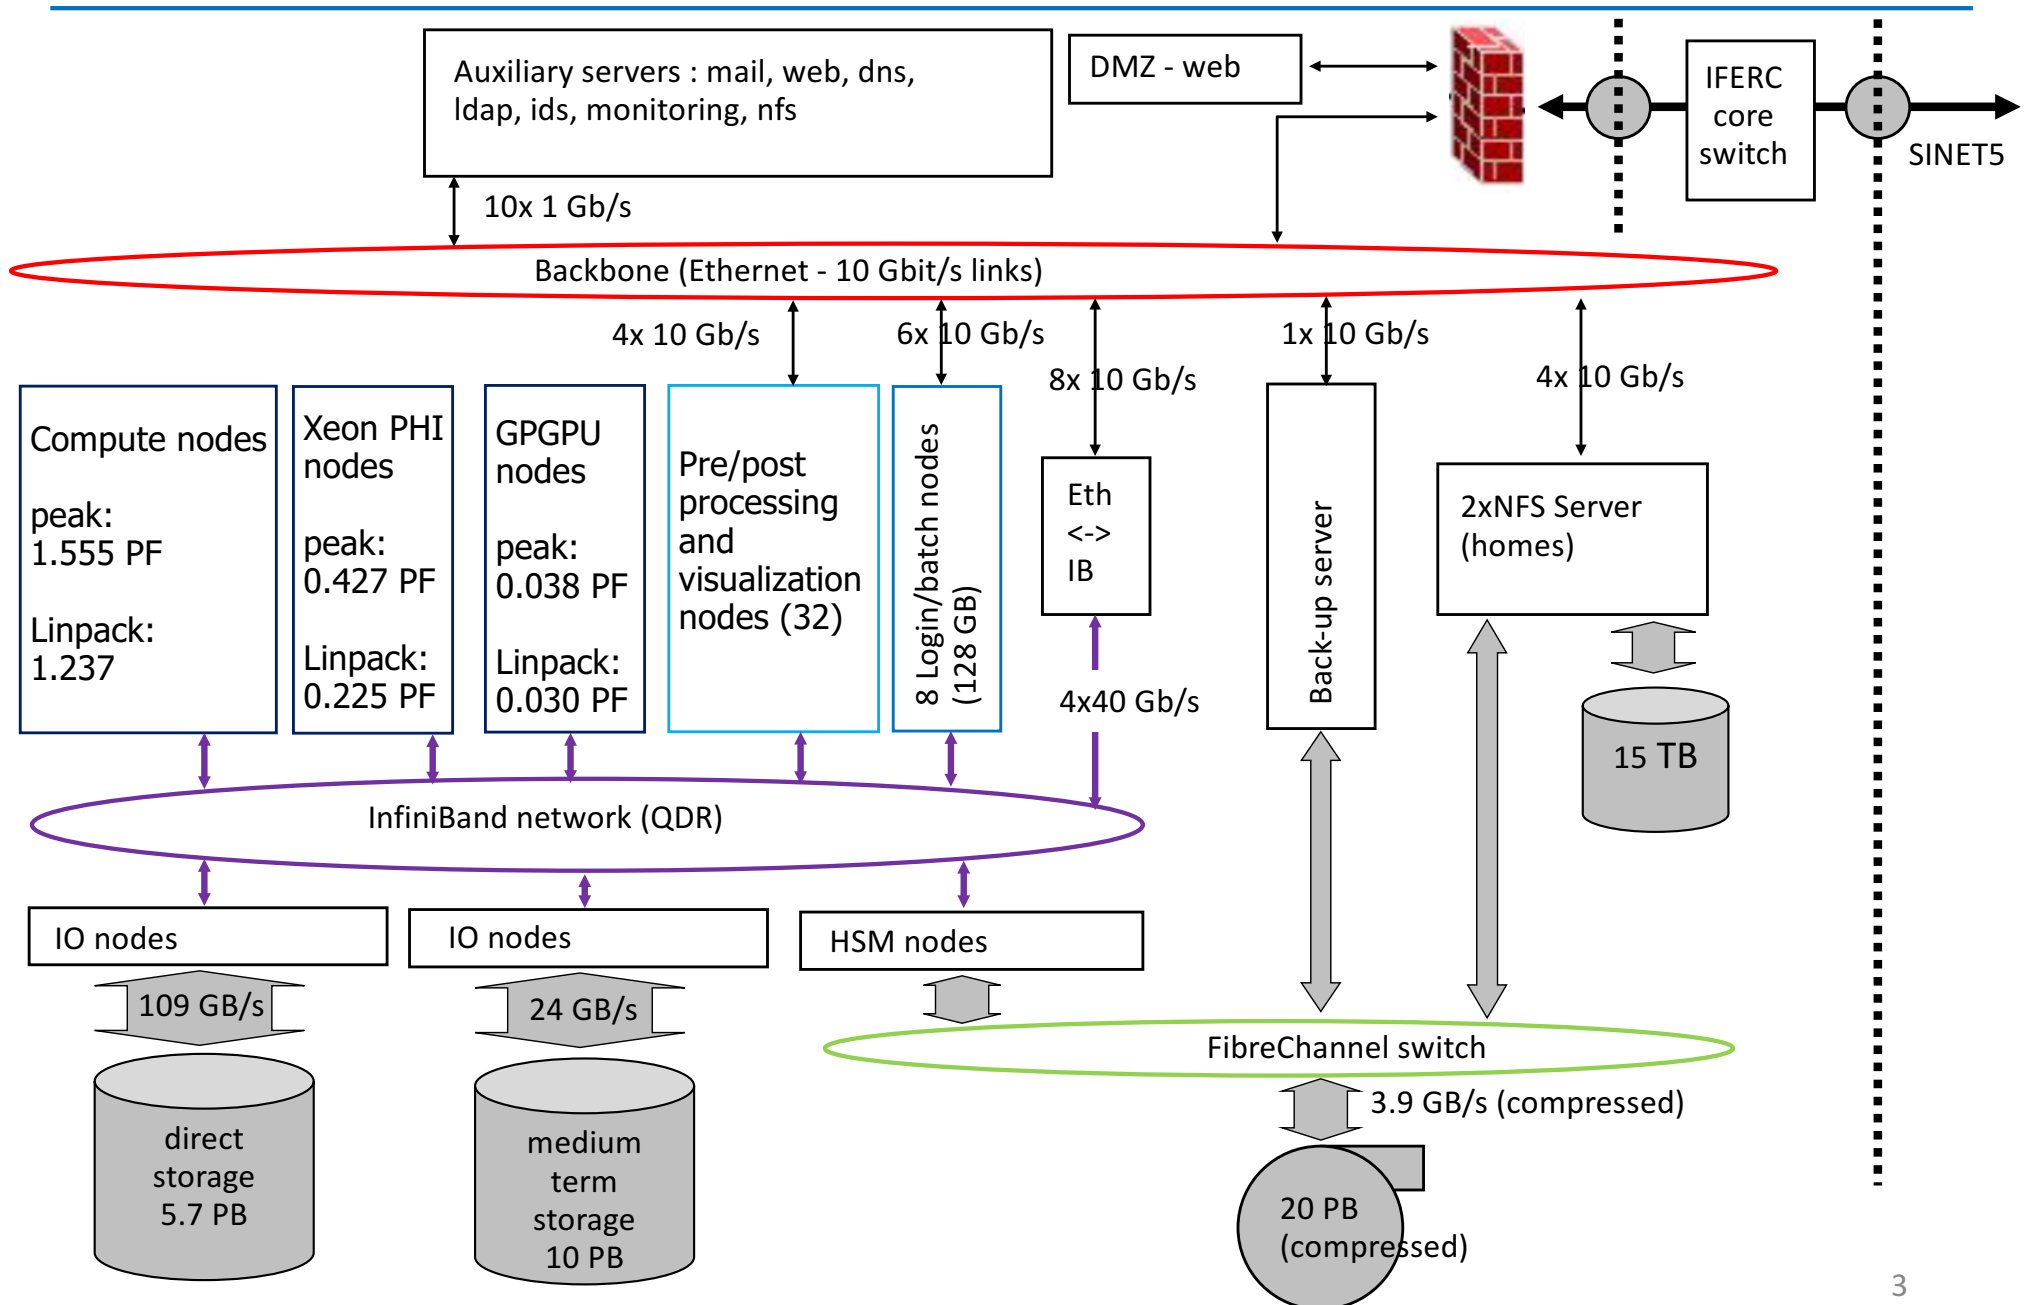 Auxiliary servers : mail, web, dns,
ldap, ids, monitoring, nfs
DMZ - web
IFERC
core
switch
SINET5
10x 1 Gb/s
Backbone (Ethernet - 10 Gbit/s links)
4x 10 Gb/s
6x 10 Gb/s
8x 10 Gb/s
1x 10 Gb/s
4x 10 Gb/s
Compute nodes
peak:
1.555 PF
Linpack:
1.237
Xeon PHI
nodes
peak:
0.427 PF
Linpack:
0.225 PF
GPGPU
nodes
peak:
0.038 PF
Linpack:
0.030 PF
Pre/post
processing
and
visualization
nodes (32)
8 Login/batch nodes
(128 GB)
Eth
<->
IB
4x40 Gb/s
Back-up server
2xNFS Server
(homes)
15 TB
InfiniBand network (QDR)
IO nodes
IO nodes
HSM nodes
109 GB/s
24 GB/s
FibreChannel switch
3.9 GB/s (compressed)
direct
storage
5.7 PB
medium
term
storage
10 PB
20 PB
(compressed)
3